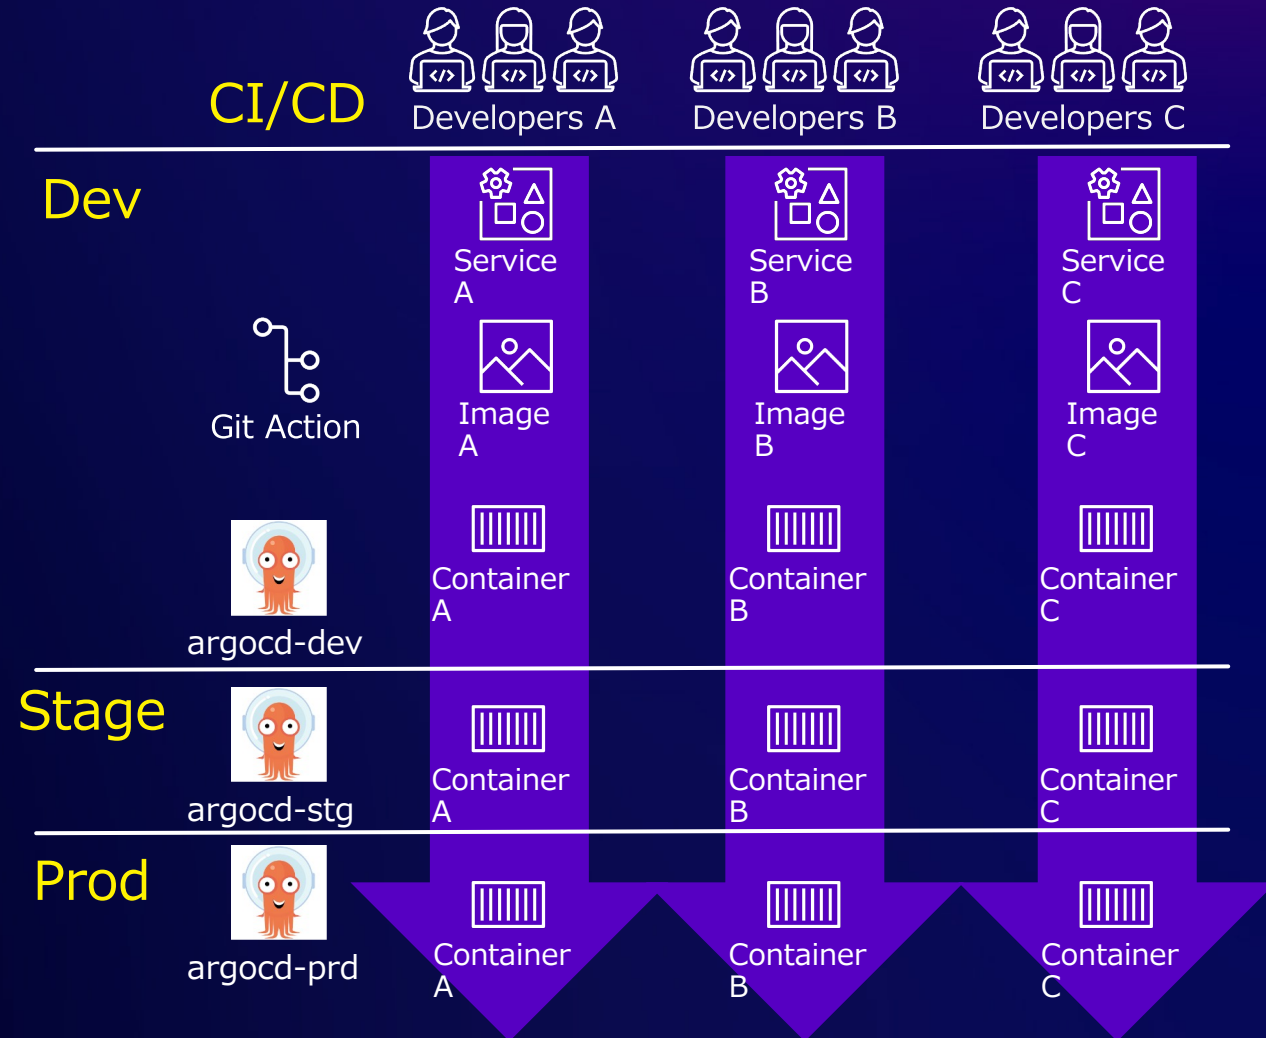 CI/CD
Developers A
Developers B
Developers C
Dev
Service
A
Service
B
Service
C
Git Action
Image
A
Image
B
Image
C
argocd-dev
Container
A
Container
B
Container
C
Stage
argocd-stg
Container
A
Container
B
Container
C
Prod
argocd-prd
Container
A
Container
B
Container
C